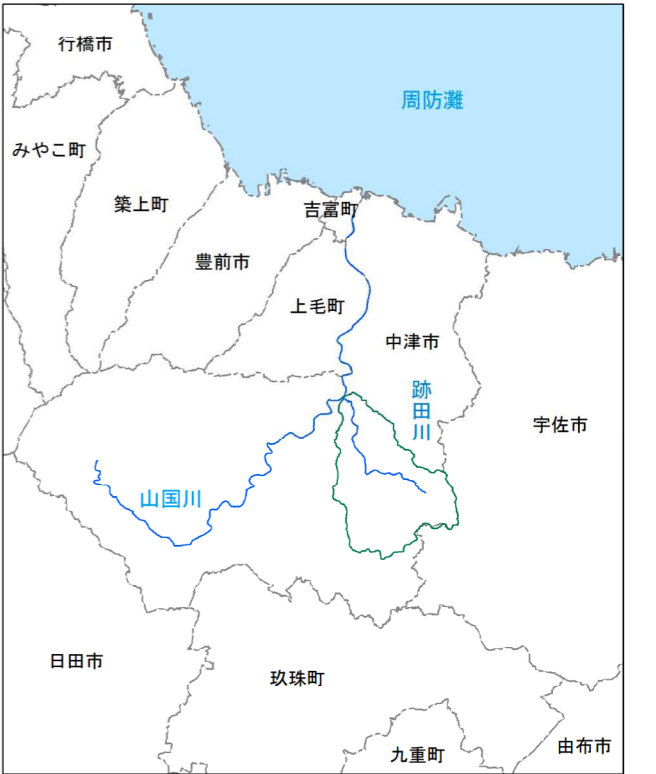 行橋市
周防灘
みやこ町
築上町
吉富町
豊前市
上毛町
中津市
跡田川
宇佐市
山国川
日田市
玖珠町
九重町
由布市